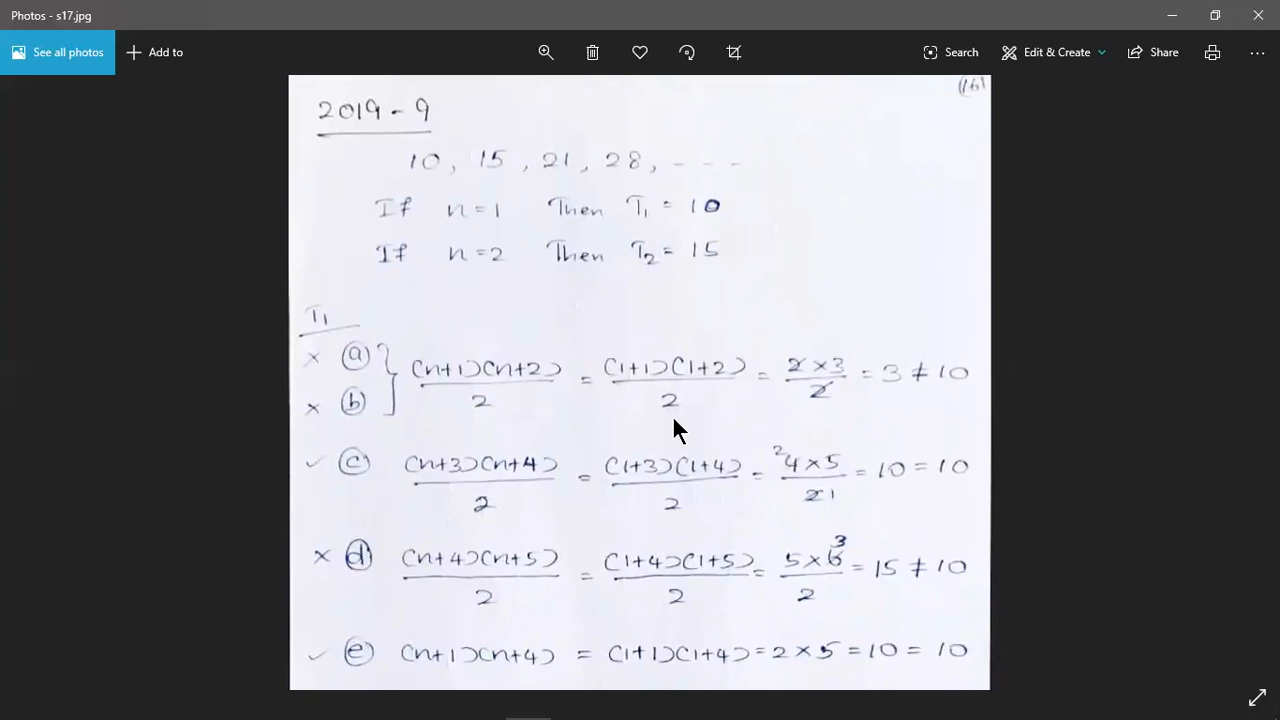 Photos - s17.jpg
See all photos Add to Search Edit & Create Share
(16)
2019 - 9
10, 15, 21, 28, - - -
If n=1 Then T₁ = 10
If n=2 Then T₂ = 15
T₁
× (a) } (n+1)(n+2)/2 = (1+1)(1+2)/2 = 2×3/2 = 3 ≠ 10
× (b)
✓ (c) (n+3)(n+4)/2 = (1+3)(1+4)/2 = ²4×5/2 1 = 10 = 10
× (d) (n+4)(n+5)/2 = (1+4)(1+5)/2 = 5×6³/2 = 15 ≠ 10
✓ (e) (n+1)(n+4) = (1+1)(1+4) = 2×5 = 10 = 10